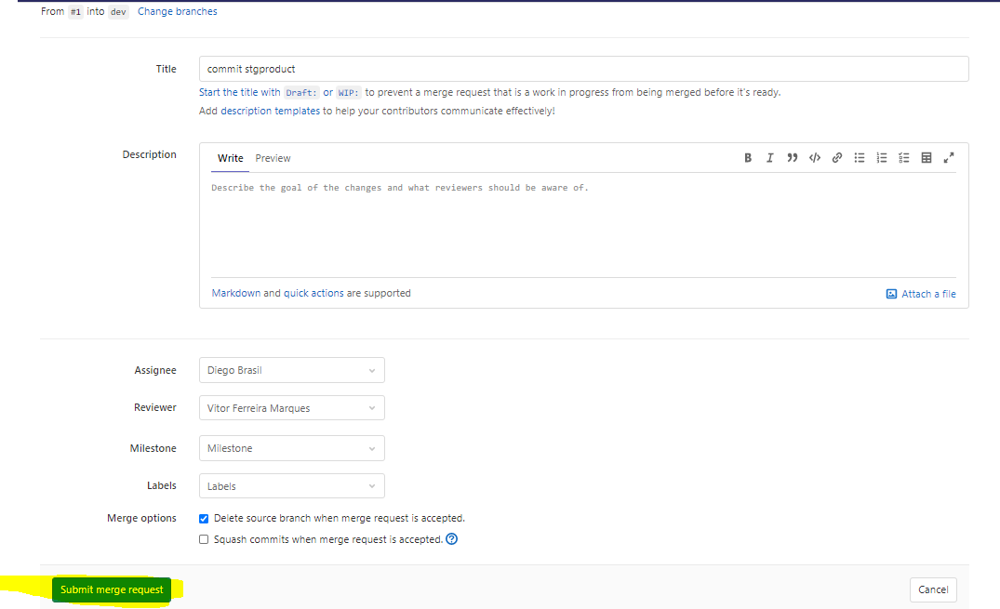 From #1 into dev Change branches
Title
commit stgproduct
Start the title with Draft: or WIP: to prevent a merge request that is a work in progress from being merged before it's ready.
Add description templates to help your contributors communicate effectively!
Description
Write Preview
Describe the goal of the changes and what reviewers should be aware of.
Markdown and quick actions are supported
Attach a file
Assignee
Diego Brasil
Reviewer
Vitor Ferreira Marques
Milestone
Milestone
Labels
Labels
Merge options
Delete source branch when merge request is accepted.
Squash commits when merge request is accepted.
Submit merge request
Cancel